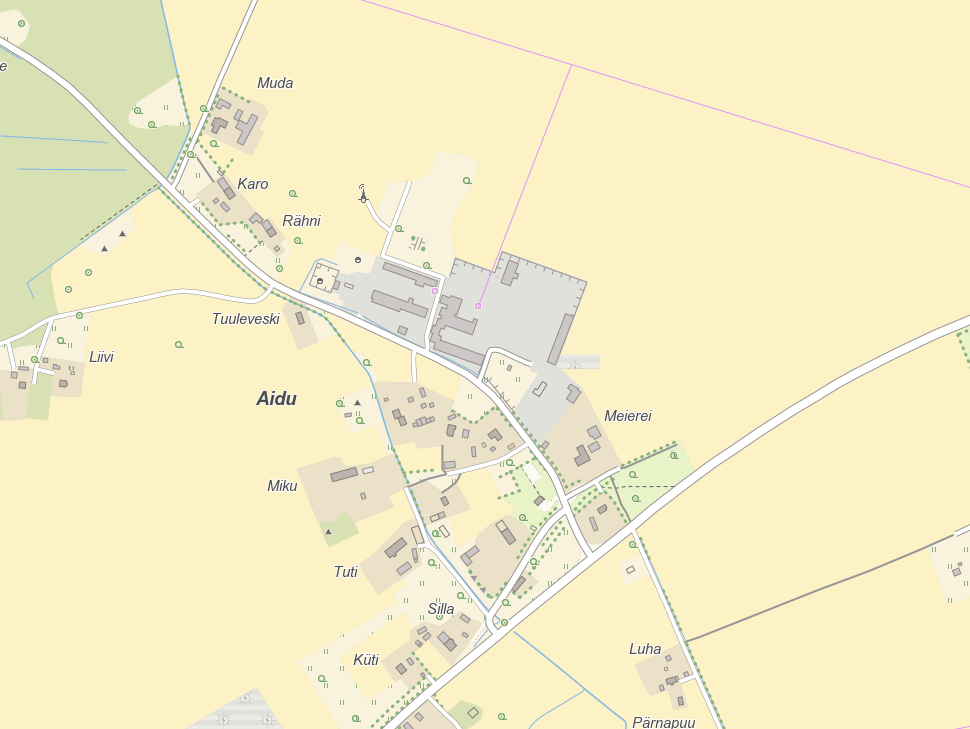 e
Muda
Karo
Rähni
Tuuleveski
Liivi
Aidu
Meierei
Miku
Tuti
Silla
Küti
Luha
Pärnapuu